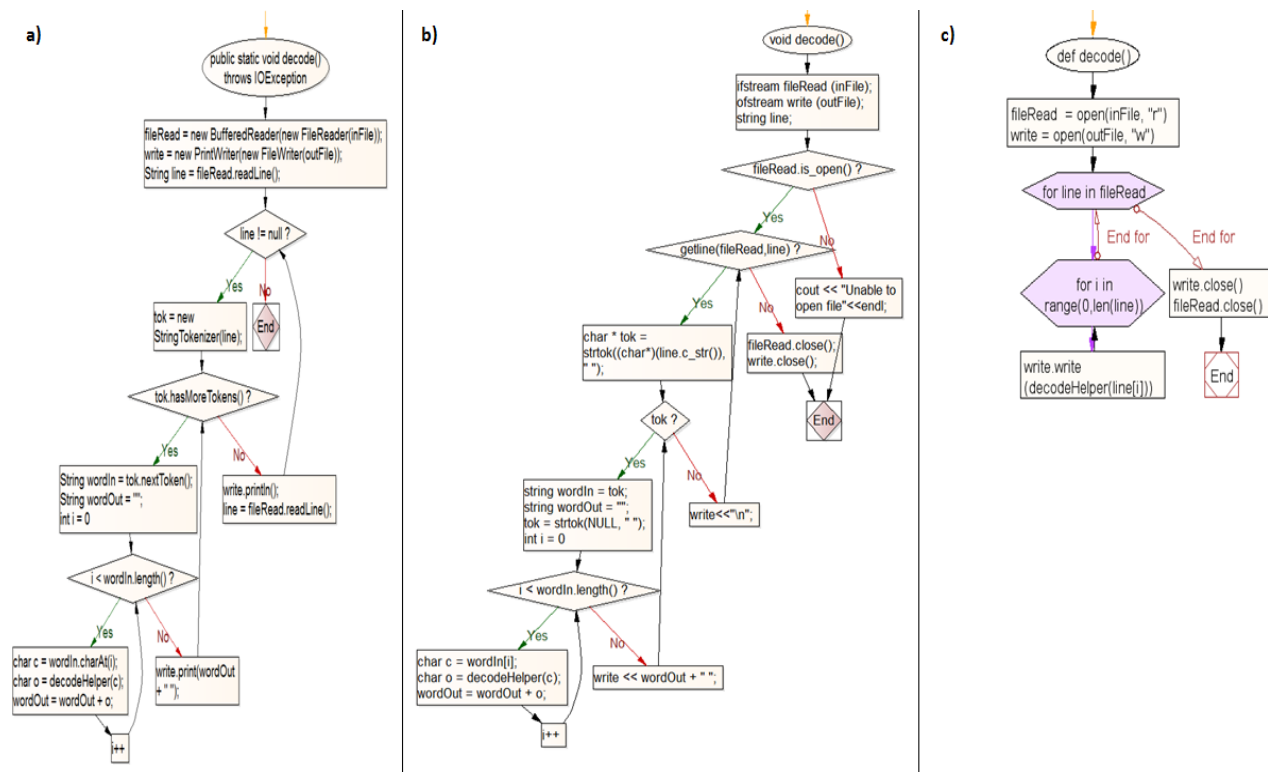 a)
public static void decode()
throws IOException
fileRead = new BufferedReader(new FileReader(inFile));
write = new PrintWriter(new FileWriter(outFile));
String line = fileRead.readLine();
line != null ?
Yes
No
tok = new
StringTokenizer(line);
End
tok.hasMoreTokens() ?
Yes
No
String wordIn = tok.nextToken();
String wordOut = "";
int i = 0
write.println();
line = fileRead.readLine();
i < wordIn.length() ?
Yes
No
char c = wordIn.charAt(i);
char o = decodeHelper(c);
wordOut = wordOut + o;
write.print(wordOut
+ " ");
i++
b)
void decode()
ifstream fileRead (inFile);
ofstream write (outFile);
string line;
fileRead.is_open() ?
Yes
No
getline(fileRead,line) ?
cout << "Unable to
open file"<<endl;
Yes
No
char * tok =
strtok((char*)(line.c_str()),
" ");
fileRead.close();
write.close();
End
tok ?
Yes
No
string wordIn = tok;
string wordOut = "";
tok = strtok(NULL, " ");
int i = 0
write<<"\n";
i < wordIn.length() ?
Yes
No
char c = wordIn[i];
char o = decodeHelper(c);
wordOut = wordOut + o;
write << wordOut + " ";
i++
c)
def decode()
fileRead = open(inFile, "r")
write = open(outFile, "w")
for line in fileRead
End for
End for
for i in
range(0,len(line))
write.close()
fileRead.close()
write.write
(decodeHelper(line[i]))
End